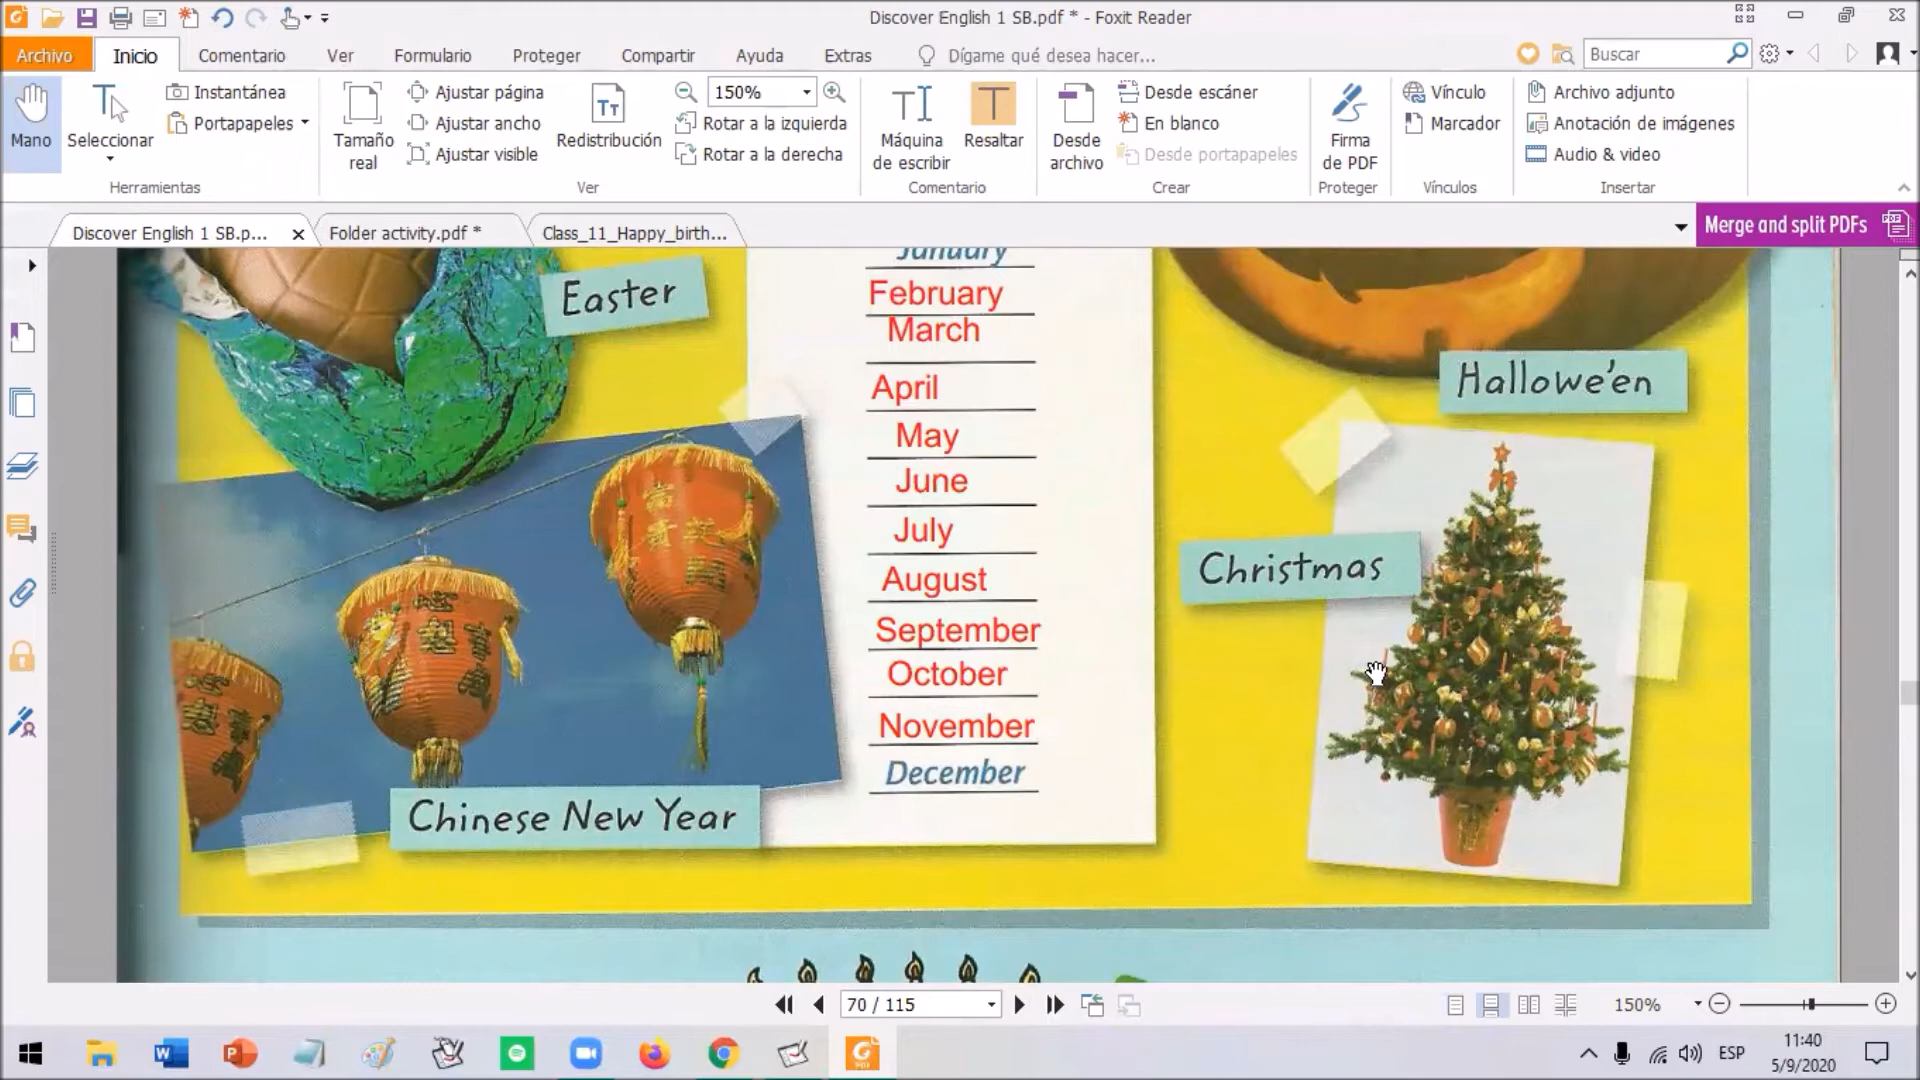 Discover English 1 SB.pdf * - Foxit Reader
Archivo
Inicio
Comentario
Ver
Formulario
Proteger
Compartir
Ayuda
Extras
Dígame qué desea hacer...
Buscar
Mano
Seleccionar
Instantánea
Portapapeles
Herramientas
Tamaño real
Ajustar página
Ajustar ancho
Ajustar visible
Redistribución
150%
Rotar a la izquierda
Rotar a la derecha
Ver
Máquina de escribir
Resaltar
Comentario
Desde archivo
Desde escáner
En blanco
Desde portapapeles
Crear
Firma de PDF
Proteger
Vínculo
Marcador
Vínculos
Archivo adjunto
Anotación de imágenes
Audio & video
Insertar
Discover English 1 SB.p...
Folder activity.pdf *
Class_11_Happy_birth...
Merge and split PDFs
Easter
January
February
March
April
May
June
July
August
September
October
November
December
Hallowe'en
Christmas
Chinese New Year
70 / 115
150%
ESP
11:40
5/9/2020